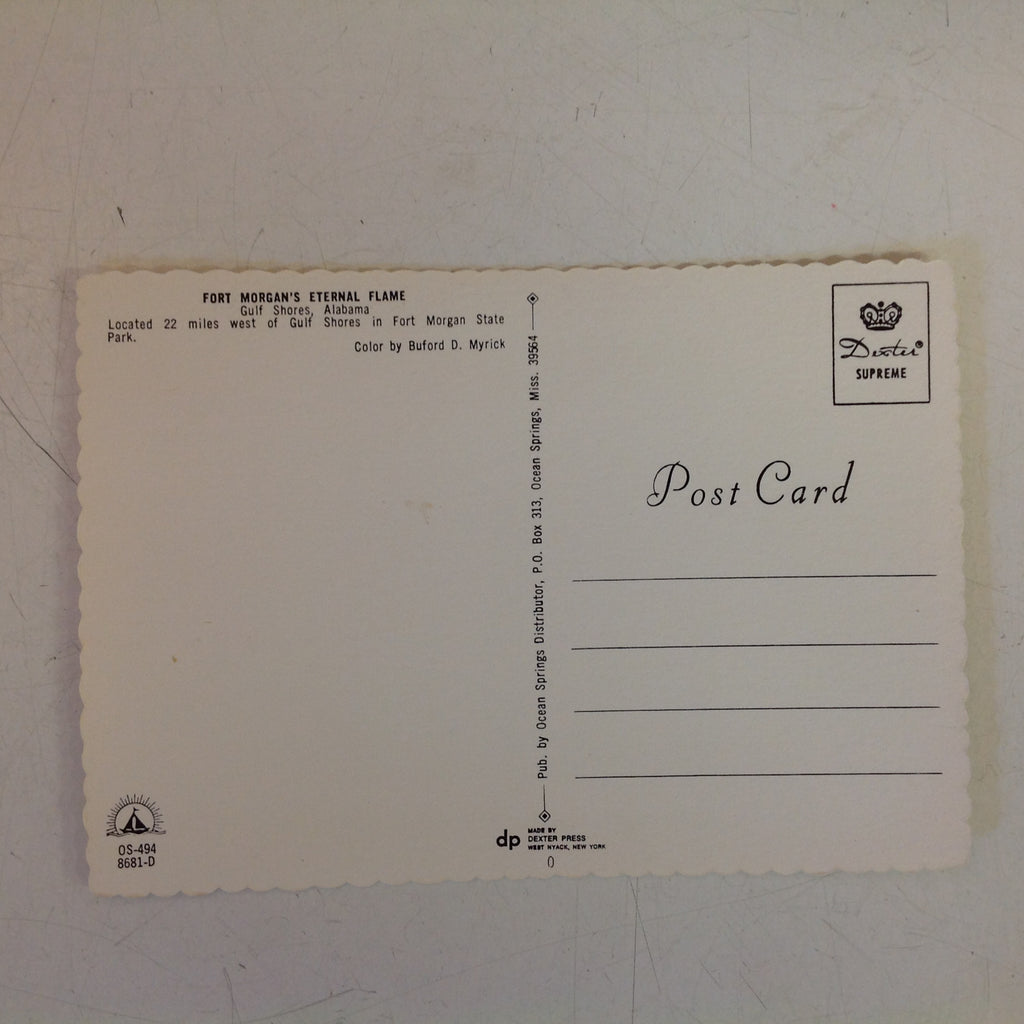 FORT MORGAN'S ETERNAL FLAME
Gulf Shores, Alabama
Located 22 miles west of Gulf Shores in Fort Morgan State
Park.
Color by Buford D. Myrick
OS-494
8681-D
Pub. by Ocean Springs Distributor, P.O. Box 313, Ocean Springs, Miss. 39564
dp
MADE BY
DEXTER PRESS
WEST NYACK, NEW YORK
0
Dexter®
SUPREME
Post Card